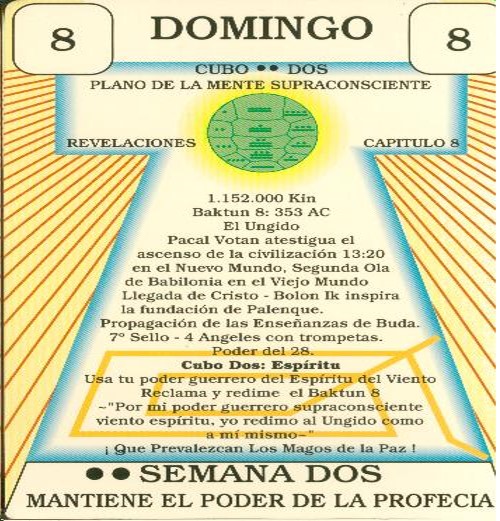 8 DOMINGO 8
CUBO •• DOS
PLANO DE LA MENTE SUPRACONSCIENTE
REVELACIONES CAPITULO 8
1.152.000 Kin
Baktun 8: 353 AC
El Ungido
Pacal Votan atestigua el
ascenso de la civilización 13:20
en el Nuevo Mundo, Segunda Ola
de Babilonia en el Viejo Mundo
Llegada de Cristo - Bolon Ik inspira
la fundación de Palenque.
Propagación de las Enseñanzas de Buda.
7º Sello - 4 Angeles con trompetas.
Poder del 28.
Cubo Dos: Espíritu
Usa tu poder guerrero del Espíritu del Viento
Reclama y redime el Baktun 8
~"Por mi poder guerrero supraconsciente
viento espíritu, yo redimo al Ungido como
a mi mismo~"
¡ Que Prevalezcan Los Magos de la Paz !
•• SEMANA DOS
MANTIENE EL PODER DE LA PROFECIA